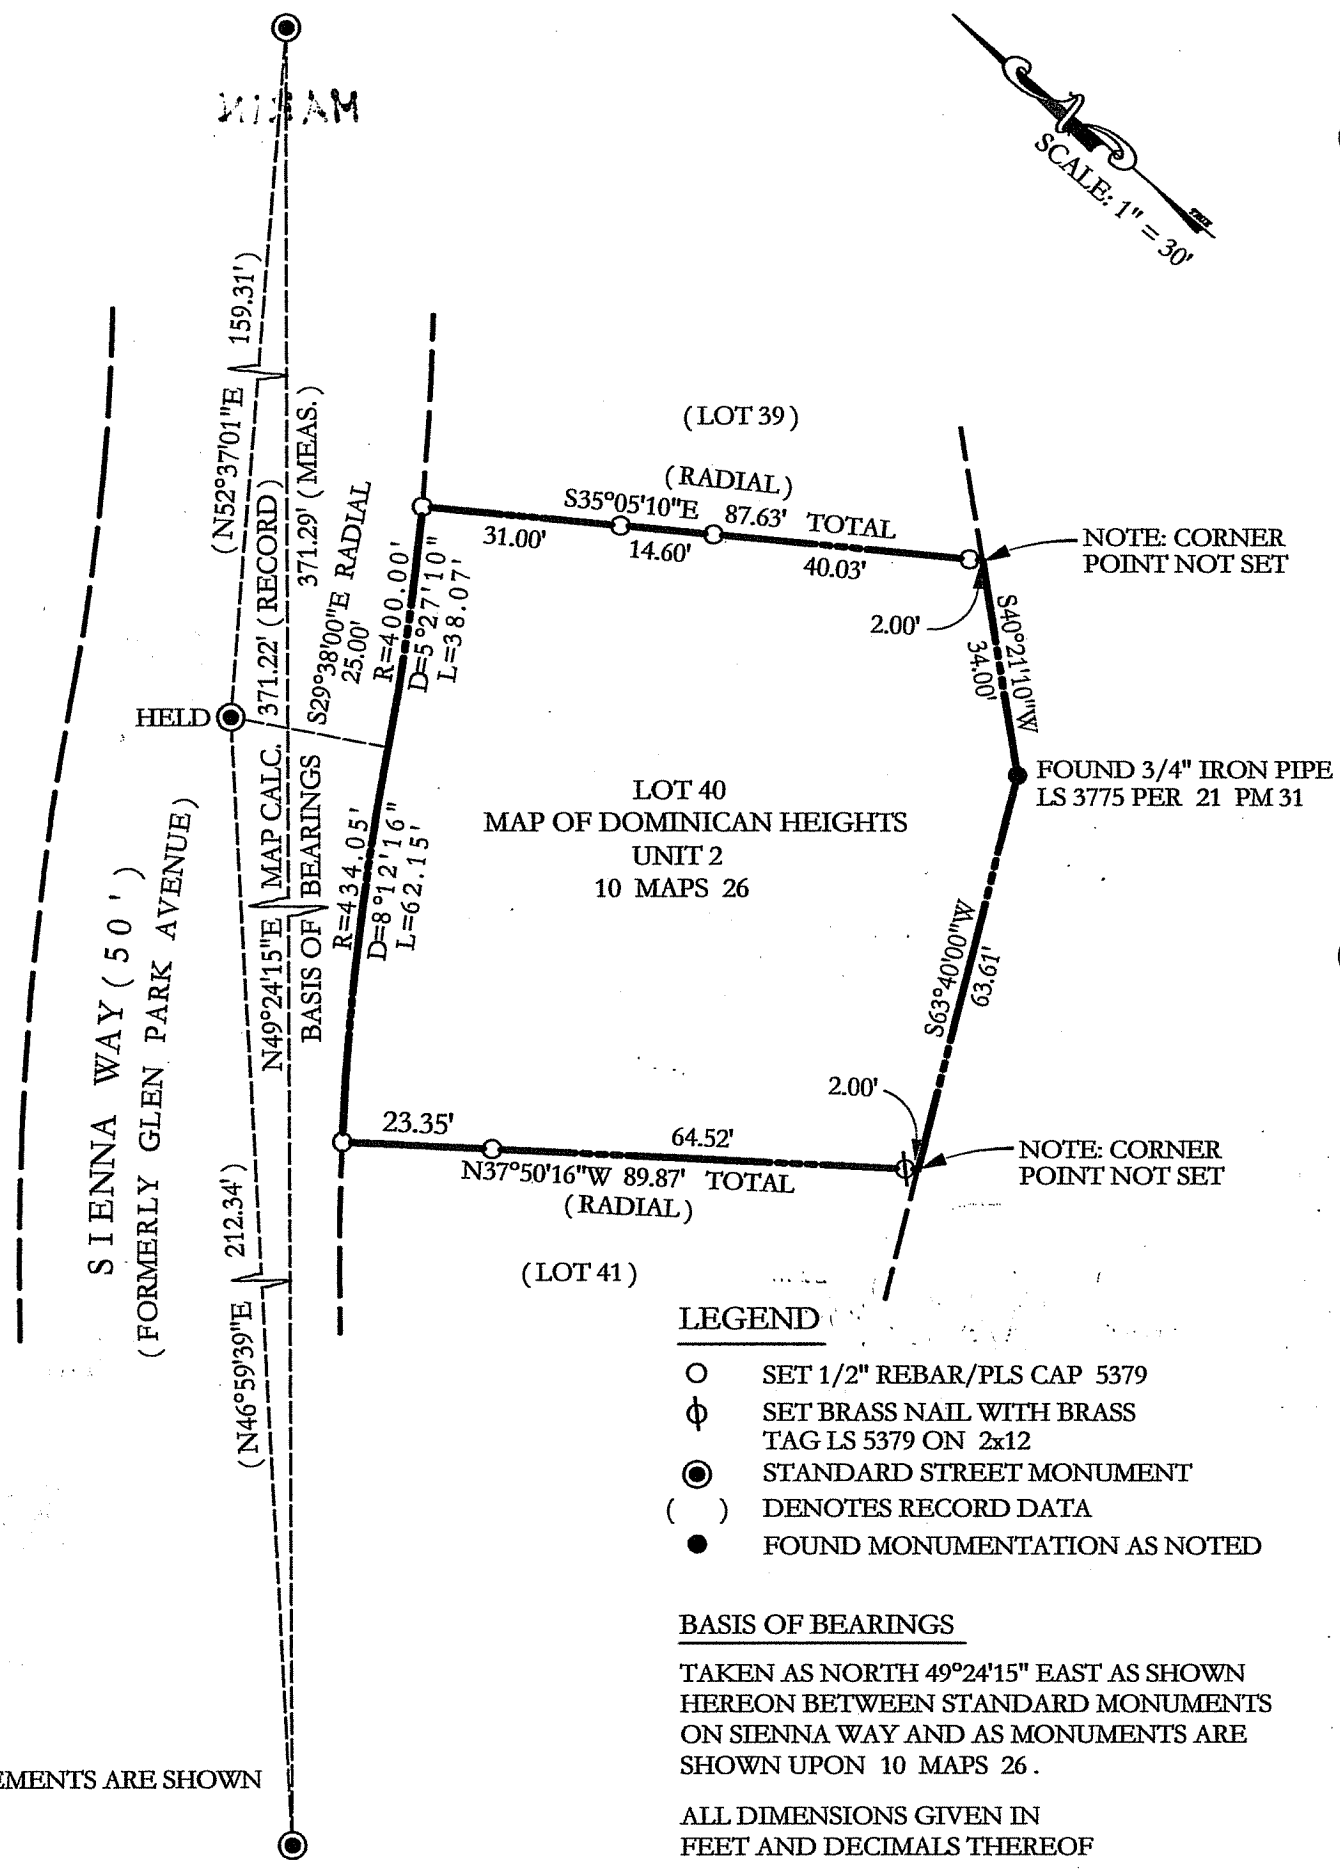 MARIN
SCALE: 1" = 30'
(N52°37'01"E 159.31')
N49°24'15"E MAP CALC. 371.22' (RECORD)
371.29' (MEAS.)
BASIS OF BEARINGS
S29°38'00"E RADIAL
25.00'
R=400.00'
D=5°27'10"
L=38.07'
(LOT 39)
(RADIAL)
S35°05'10"E 87.63' TOTAL
31.00'
14.60'
40.03'
NOTE: CORNER
POINT NOT SET
2.00'
S40°21'10"W
34.00'
HELD
FOUND 3/4" IRON PIPE
LS 3775 PER 21 PM 31
LOT 40
MAP OF DOMINICAN HEIGHTS
UNIT 2
10 MAPS 26
R=434.05'
D=8°12'16"
L=62.15'
S63°40'00"W
63.61'
SIENNA WAY (50')
(FORMERLY GLEN PARK AVENUE)
2.00'
23.35'
64.52'
N37°50'16"W 89.87' TOTAL
(RADIAL)
NOTE: CORNER
POINT NOT SET
(LOT 41)
(N46°59'39"E 212.34')
LEGEND
SET 1/2" REBAR/PLS CAP 5379
SET BRASS NAIL WITH BRASS
TAG LS 5379 ON 2x12
STANDARD STREET MONUMENT
( ) DENOTES RECORD DATA
FOUND MONUMENTATION AS NOTED
BASIS OF BEARINGS
TAKEN AS NORTH 49°24'15" EAST AS SHOWN
HEREON BETWEEN STANDARD MONUMENTS
ON SIENNA WAY AND AS MONUMENTS ARE
SHOWN UPON 10 MAPS 26.
EMENTS ARE SHOWN
ALL DIMENSIONS GIVEN IN
FEET AND DECIMALS THEREOF